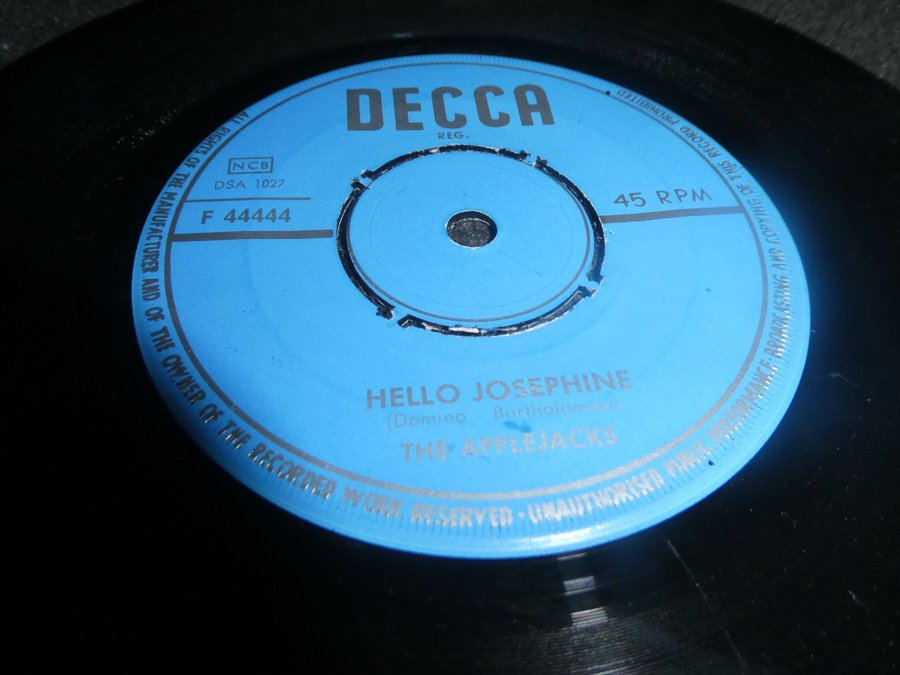 DECCA
REG.
NCB
DSA 1027
F 44444
45 RPM
HELLO JOSEPHINE
(Domino - Bartholomew)
THE APPLEJACKS
ALL RIGHTS OF THE MANUFACTURER AND OF THE OWNER OF THE RECORDED WORK RESERVED · UNAUTHORISED PUBLIC PERFORMANCE · BROADCASTING AND COPYING OF THIS RECORD PROHIBITED